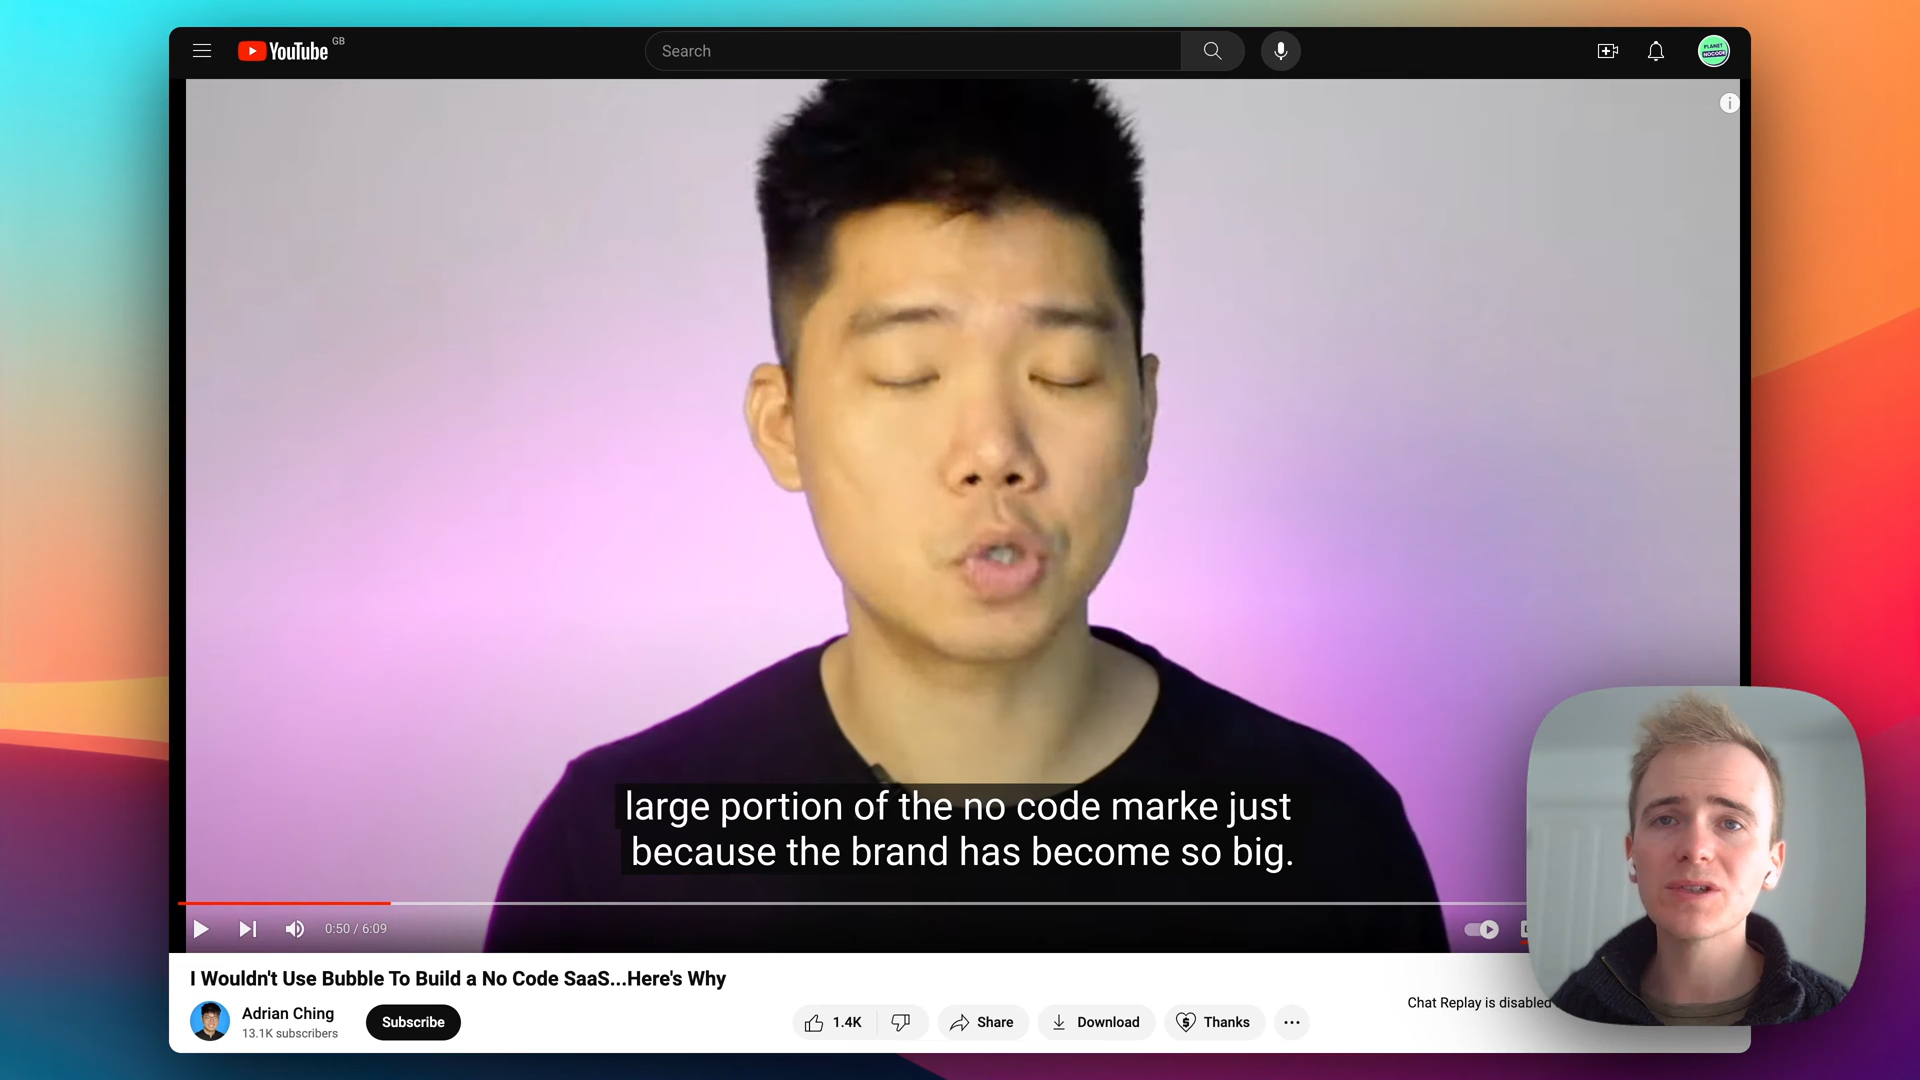 YouTube GB
Search
PLANET NOCODE
large portion of the no code marke just
because the brand has become so big.
0:50 / 6:09
I Wouldn't Use Bubble To Build a No Code SaaS...Here's Why
Adrian Ching
13.1K subscribers
Subscribe
1.4K
Share
Download
Thanks
Chat Replay is disabled